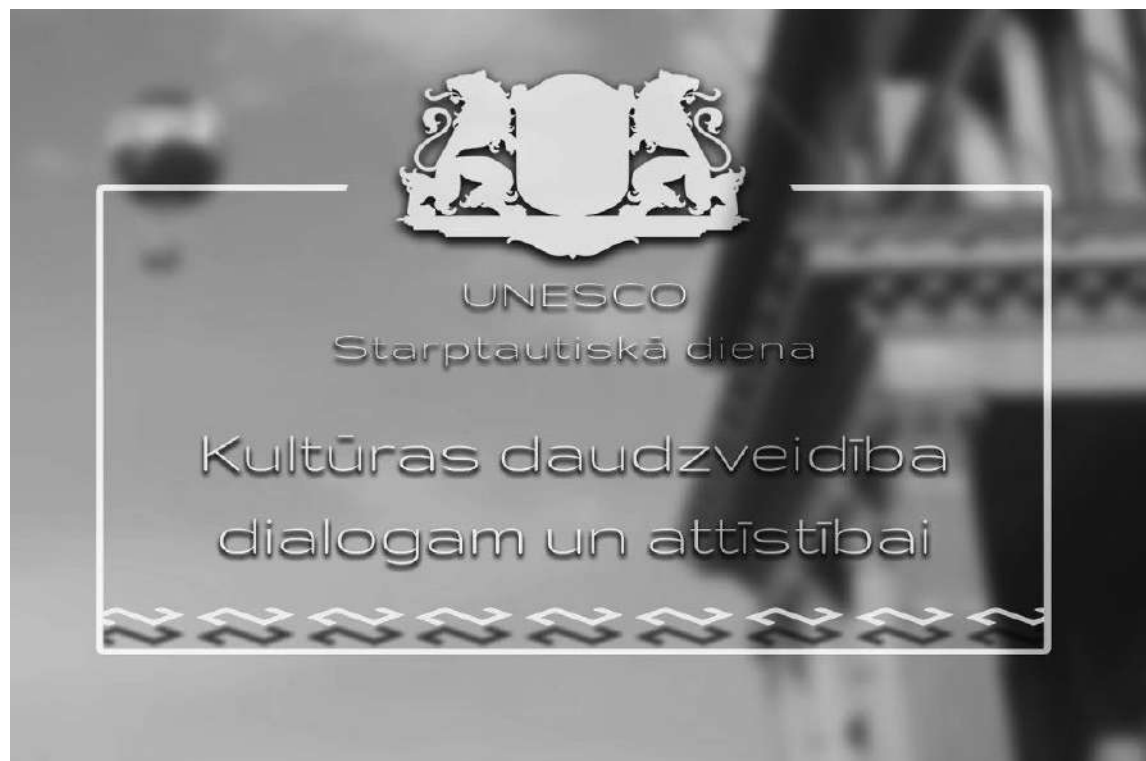 UNESCO
Starptautiskā diena
Kultūras daudzveidība
dialogam un attīstībai